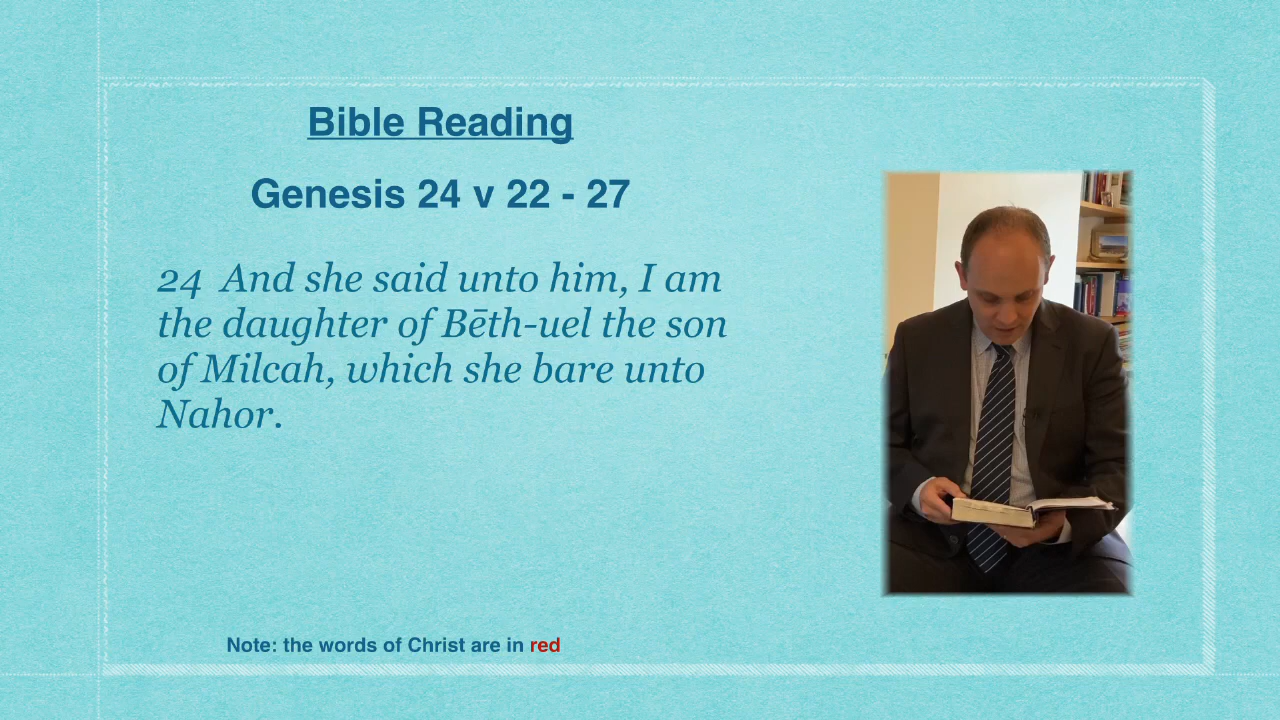 Bible Reading
Genesis 24 v 22 - 27
24  And she said unto him, I am
the daughter of Bēth-uel the son
of Milcah, which she bare unto
Nahor.
Note: the words of Christ are in red